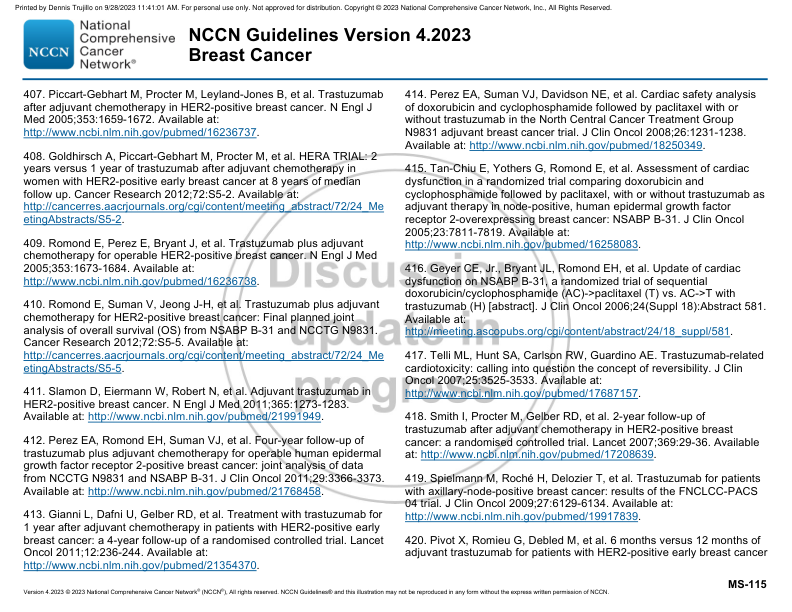 Printed by Dennis Trujillo on 9/28/2023 11:41:01 AM. For personal use only. Not approved for distribution. Copyright © 2023 National Comprehensive Cancer Network, Inc., All Rights Reserved.
NCCN
National
Comprehensive
Cancer
Network®
NCCN Guidelines Version 4.2023
Breast Cancer
407. Piccart-Gebhart M, Procter M, Leyland-Jones B, et al. Trastuzumab
after adjuvant chemotherapy in HER2-positive breast cancer. N Engl J
Med 2005;353:1659-1672. Available at:
http://www.ncbi.nlm.nih.gov/pubmed/16236737.
408. Goldhirsch A, Piccart-Gebhart M, Procter M, et al. HERA TRIAL: 2
years versus 1 year of trastuzumab after adjuvant chemotherapy in
women with HER2-positive early breast cancer at 8 years of median
follow up. Cancer Research 2012;72:S5-2. Available at:
http://cancerres.aacrjournals.org/cgi/content/meeting_abstract/72/24_Me
etingAbstracts/S5-2.
409. Romond E, Perez E, Bryant J, et al. Trastuzumab plus adjuvant
chemotherapy for operable HER2-positive breast cancer. N Engl J Med
2005;353:1673-1684. Available at:
http://www.ncbi.nlm.nih.gov/pubmed/16236738.
410. Romond E, Suman V, Jeong J-H, et al. Trastuzumab plus adjuvant
chemotherapy for HER2-positive breast cancer: Final planned joint
analysis of overall survival (OS) from NSABP B-31 and NCCTG N9831.
Cancer Research 2012;72:S5-5. Available at:
http://cancerres.aacrjournals.org/cgi/content/meeting_abstract/72/24_Me
etingAbstracts/S5-5.
411. Slamon D, Eiermann W, Robert N, et al. Adjuvant trastuzumab in
HER2-positive breast cancer. N Engl J Med 2011;365:1273-1283.
Available at: http://www.ncbi.nlm.nih.gov/pubmed/21991949.
412. Perez EA, Romond EH, Suman VJ, et al. Four-year follow-up of
trastuzumab plus adjuvant chemotherapy for operable human epidermal
growth factor receptor 2-positive breast cancer: joint analysis of data
from NCCTG N9831 and NSABP B-31. J Clin Oncol 2011;29:3366-3373.
Available at: http://www.ncbi.nlm.nih.gov/pubmed/21768458.
413. Gianni L, Dafni U, Gelber RD, et al. Treatment with trastuzumab for
1 year after adjuvant chemotherapy in patients with HER2-positive early
breast cancer: a 4-year follow-up of a randomised controlled trial. Lancet
Oncol 2011;12:236-244. Available at:
http://www.ncbi.nlm.nih.gov/pubmed/21354370.
414. Perez EA, Suman VJ, Davidson NE, et al. Cardiac safety analysis
of doxorubicin and cyclophosphamide followed by paclitaxel with or
without trastuzumab in the North Central Cancer Treatment Group
N9831 adjuvant breast cancer trial. J Clin Oncol 2008;26:1231-1238.
Available at: http://www.ncbi.nlm.nih.gov/pubmed/18250349.
415. Tan-Chiu E, Yothers G, Romond E, et al. Assessment of cardiac
dysfunction in a randomized trial comparing doxorubicin and
cyclophosphamide followed by paclitaxel, with or without trastuzumab as
adjuvant therapy in node-positive, human epidermal growth factor
receptor 2-overexpressing breast cancer: NSABP B-31. J Clin Oncol
2005;23:7811-7819. Available at:
http://www.ncbi.nlm.nih.gov/pubmed/16258083.
416. Geyer CE, Jr., Bryant JL, Romond EH, et al. Update of cardiac
dysfunction on NSABP B-31, a randomized trial of sequential
doxorubicin/cyclophosphamide (AC)->paclitaxel (T) vs. AC->T with
trastuzumab (H) [abstract]. J Clin Oncol 2006;24(Suppl 18):Abstract 581.
Available at:
http://meeting.ascopubs.org/cgi/content/abstract/24/18_suppl/581.
417. Telli ML, Hunt SA, Carlson RW, Guardino AE. Trastuzumab-related
cardiotoxicity: calling into question the concept of reversibility. J Clin
Oncol 2007;25:3525-3533. Available at:
http://www.ncbi.nlm.nih.gov/pubmed/17687157.
418. Smith I, Procter M, Gelber RD, et al. 2-year follow-up of
trastuzumab after adjuvant chemotherapy in HER2-positive breast
cancer: a randomised controlled trial. Lancet 2007;369:29-36. Available
at: http://www.ncbi.nlm.nih.gov/pubmed/17208639.
419. Spielmann M, Roché H, Delozier T, et al. Trastuzumab for patients
with axillary-node-positive breast cancer: results of the FNCLCC-PACS
04 trial. J Clin Oncol 2009;27:6129-6134. Available at:
http://www.ncbi.nlm.nih.gov/pubmed/19917839.
420. Pivot X, Romieu G, Debled M, et al. 6 months versus 12 months of
adjuvant trastuzumab for patients with HER2-positive early breast cancer
Discussion
update in
progress
MS-115
Version 4.2023 © 2023 National Comprehensive Cancer Network® (NCCN®), All rights reserved. NCCN Guidelines® and this illustration may not be reproduced in any form without the express written permission of NCCN.